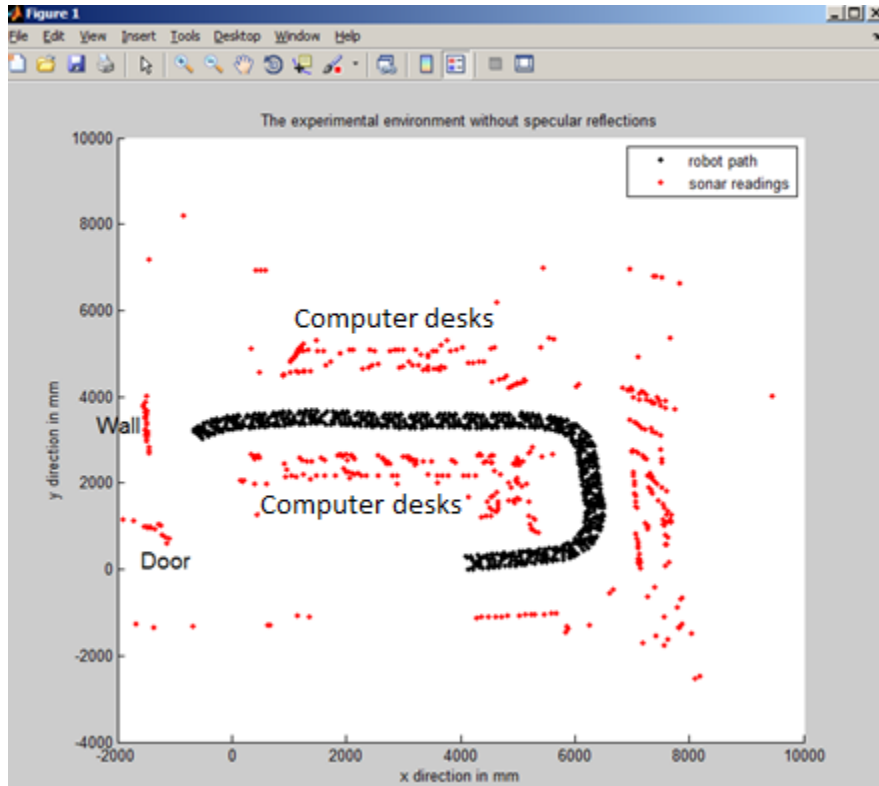 Figure 1
File Edit View Insert Tools Desktop Window Help
The experimental environment without specular reflections
robot path
sonar readings
10000
8000
6000
4000
2000
0
-2000
-4000
y direction in mm
Computer desks
Wall
Computer desks
Door
-2000 0 2000 4000 6000 8000 10000
x direction in mm